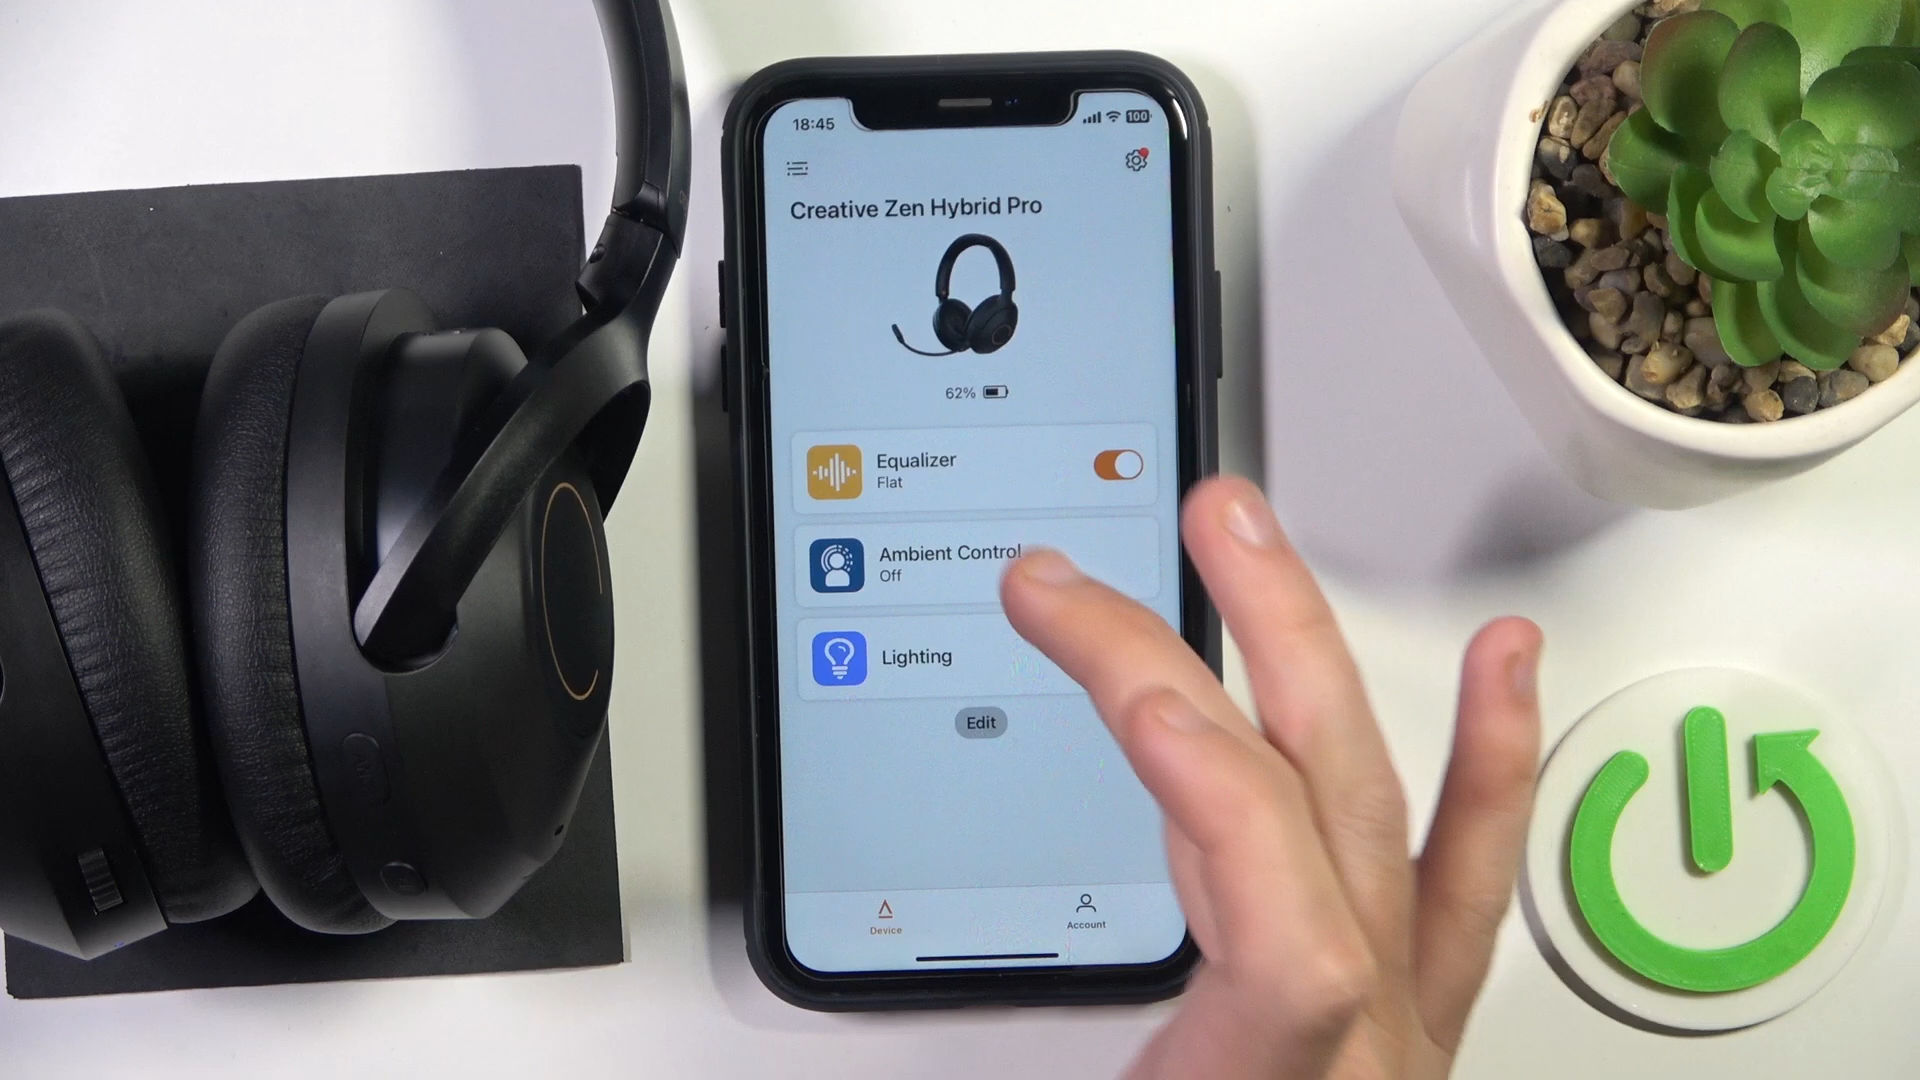 18:45
100
Creative Zen Hybrid Pro
62%
Equalizer
Flat
Ambient Control
Off
Lighting
Edit
Device
Account